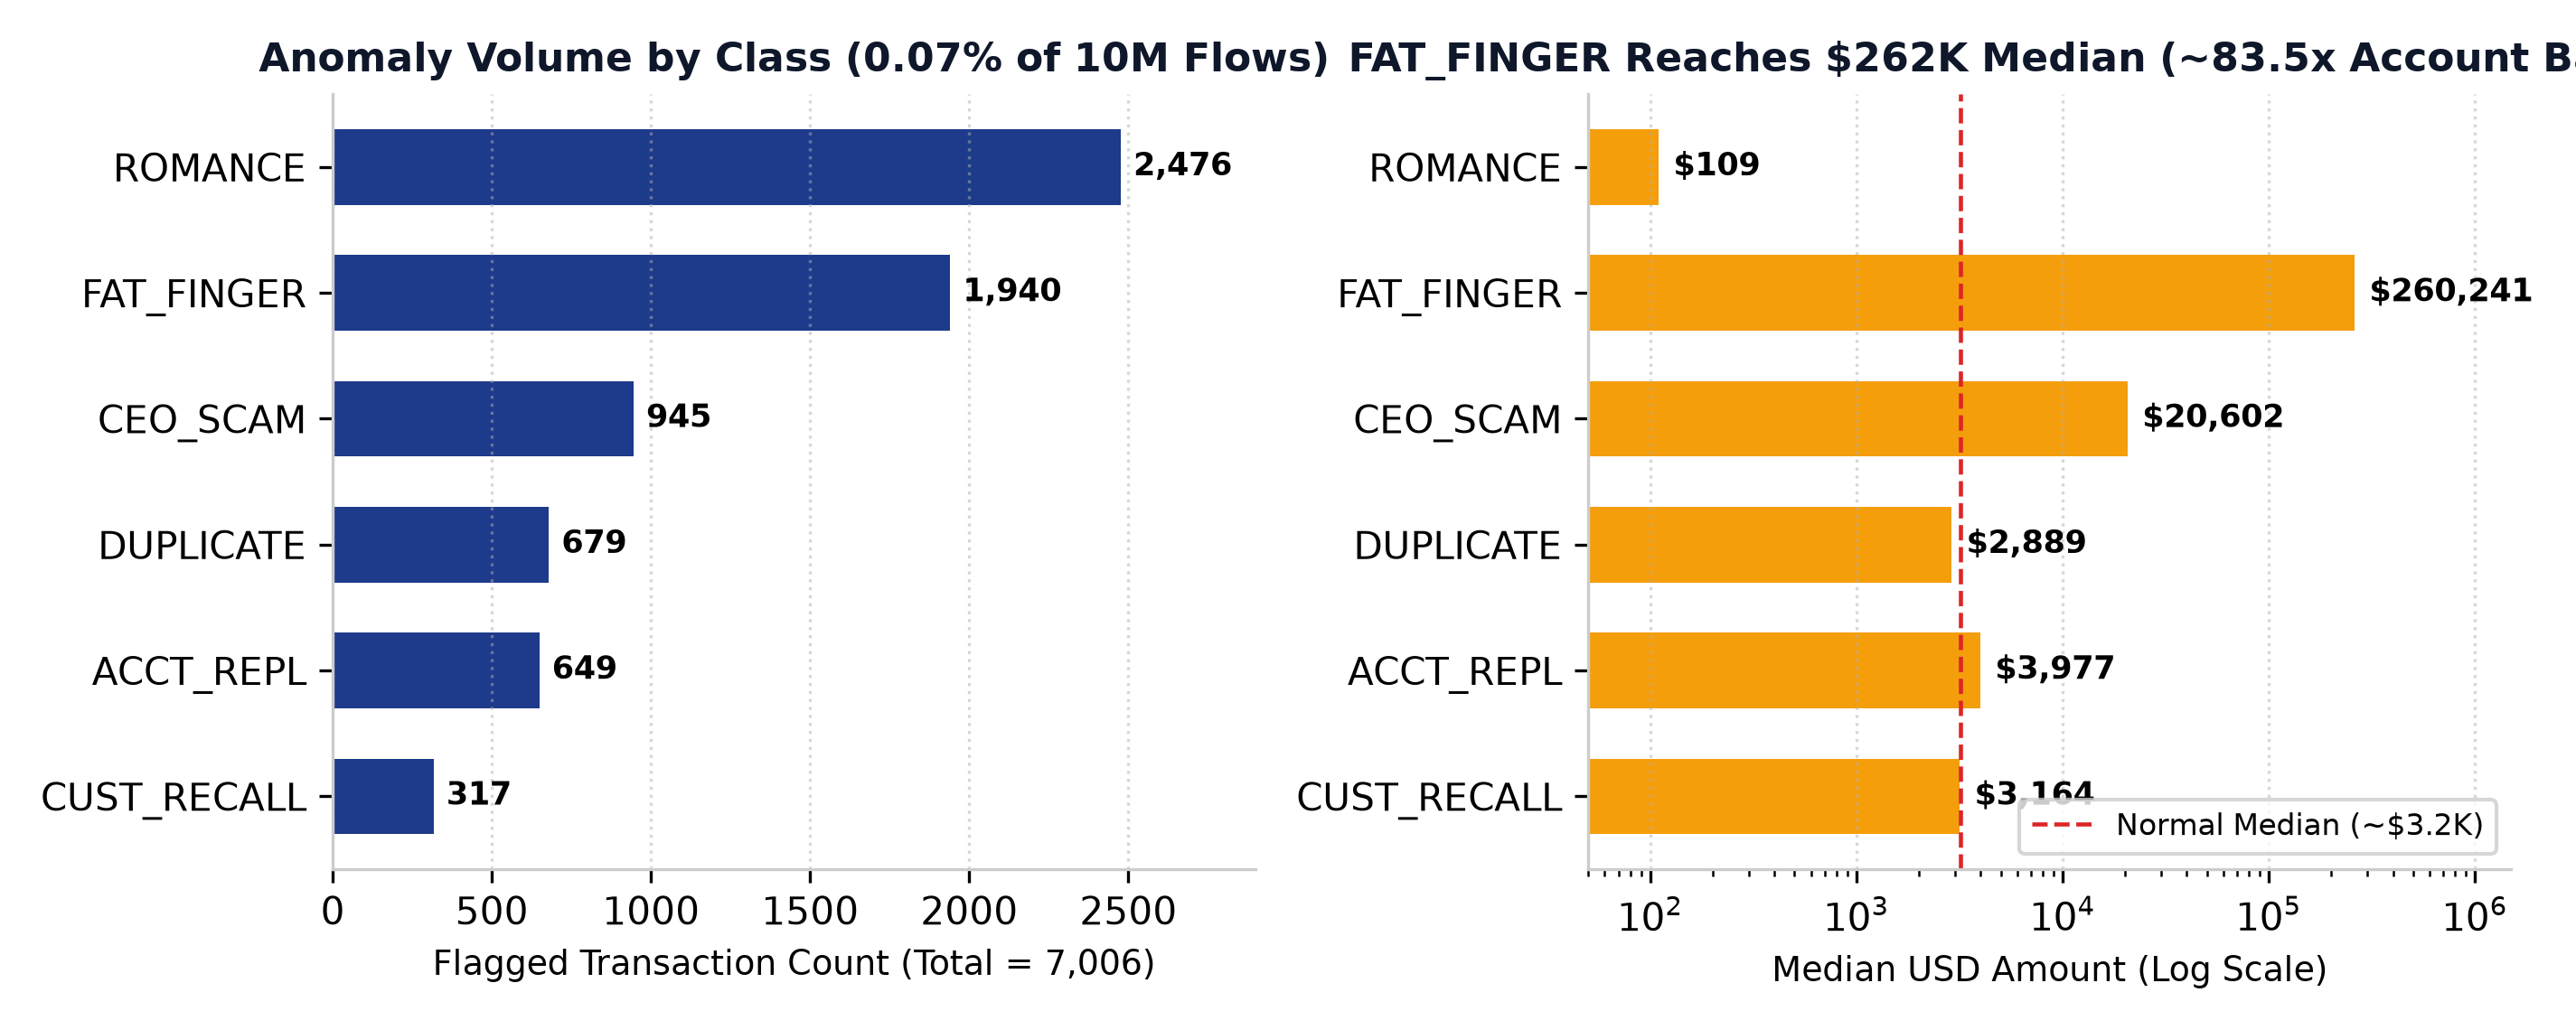 Anomaly Volume by Class (0.07% of 10M Flows)
ROMANCE
2,476
FAT_FINGER
1,940
CEO_SCAM
945
DUPLICATE
679
ACCT_REPL
649
CUST_RECALL
317
0 500 1000 1500 2000 2500
Flagged Transaction Count (Total = 7,006)
FAT_FINGER Reaches $262K Median (~83.5x Account
ROMANCE
$109
FAT_FINGER
$260,241
CEO_SCAM
$20,602
DUPLICATE
$2,889
ACCT_REPL
$3,977
CUST_RECALL
$3,164
Normal Median (~$3.2K)
10² 10³ 10⁴ 10⁵ 10⁶
Median USD Amount (Log Scale)